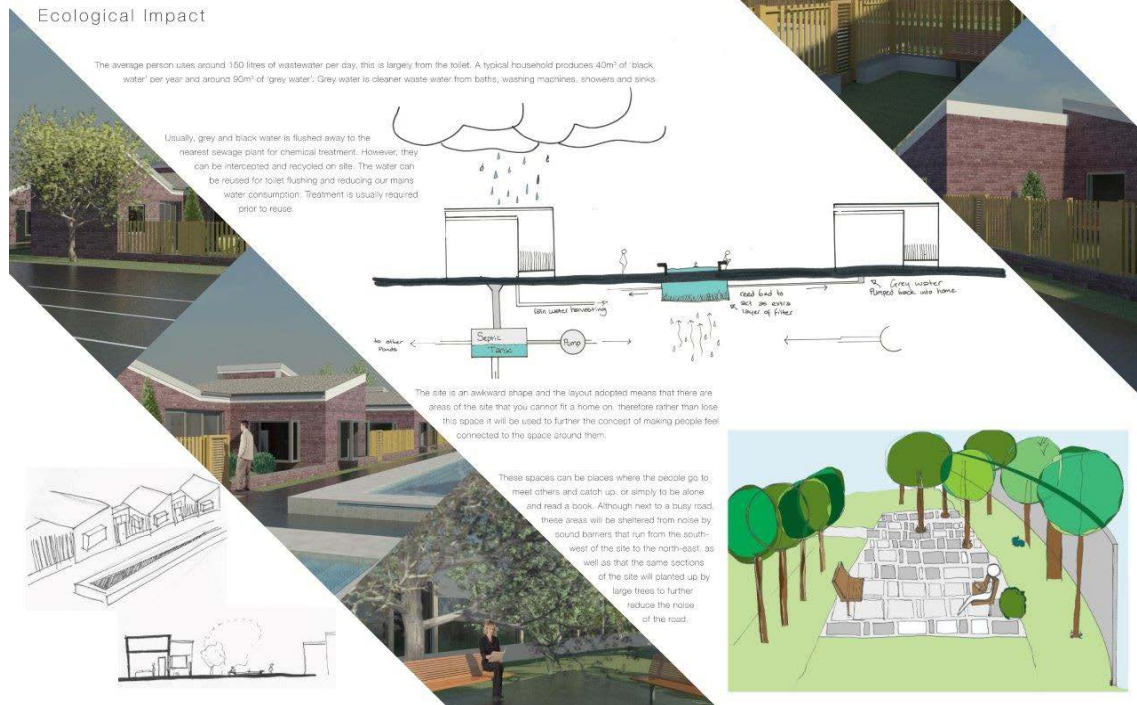 Ecological Impact
The average person uses around 150 litres of wastewater per day, this is largely from the toilet. A typical household produces 40m³ of 'black
water' per year and around 90m³ of 'grey water'. Grey water is cleaner waste water from baths, washing machines, showers and sinks.
Usually, grey and black water is flushed away to the
nearest sewage plant for chemical treatment. However, they
can be intercepted and recycled on site. The water can
be reused for toilet flushing and reducing our mains
water consumption. Treatment is usually required
prior to reuse.
Rain water harvesting
reed bed to
act as extra
layer of filter
Grey water
Pumped back into home
to other
Ponds
Septic
Tank
Pump
The site is an awkward shape and the layout adopted means that there are
areas of the site that you cannot fit a home on, therefore rather than lose
this space it will be used to further the concept of making people feel
connected to the space around them.
These spaces can be places where the people go to
meet others and catch up, or simply to be alone
and read a book. Although next to a busy road,
these areas will be sheltered from noise by
sound barriers that run from the south-
west of the site to the north-east, as
well as that the same sections
of the site will planted up by
large trees to further
reduce the noise
of the road.